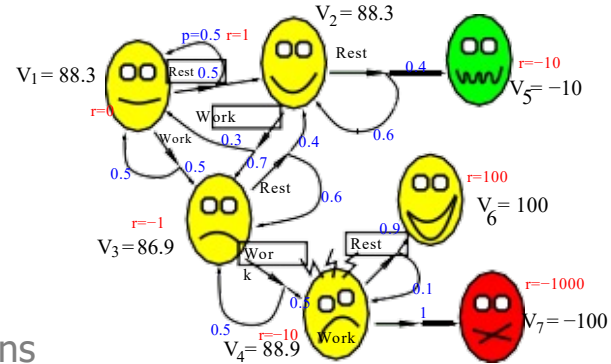 V2 = 88.3
p=0.5
r=1
Rest
0.4
r=−10
V5= −10
V1= 88.3
Rest
0.5
r=0
Work
0.6
Work
0.3
0.4
0.5
0.5
0.7
Rest
r=100
V6= 100
0.6
r=−1
V3= 86.9
Wor
k
Rest
0.9
0.1
r=−1000
0.5
0.5
1
V7= −100
r=−10
Work
V4= 88.9
ns